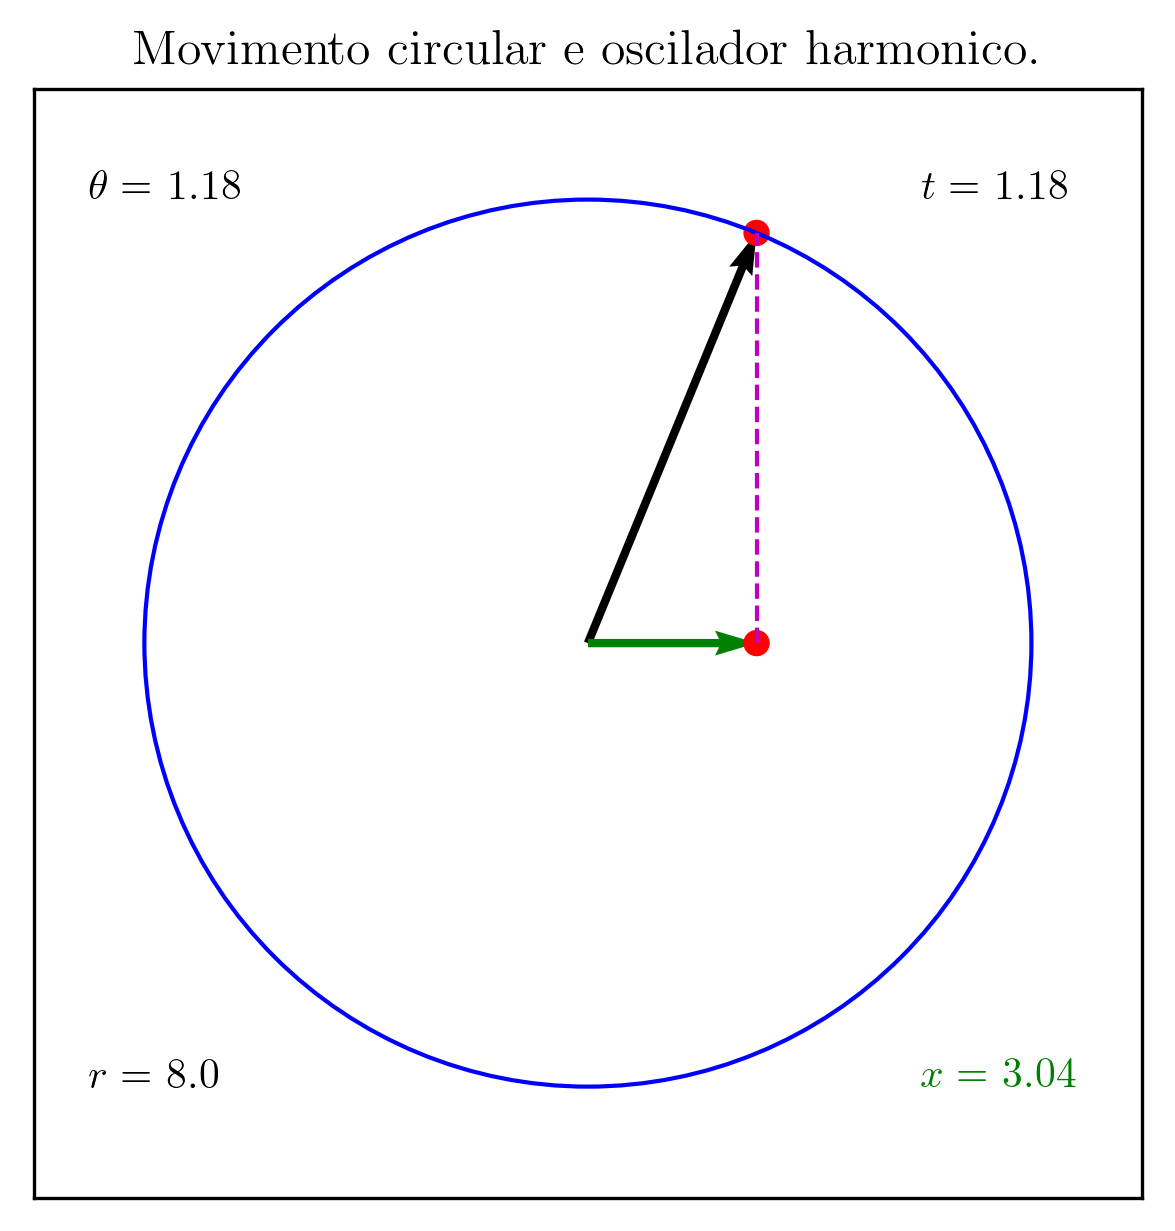 Movimento circular e oscilador harmonico.
θ = 1.18
t = 1.18
r = 8.0
x = 3.04